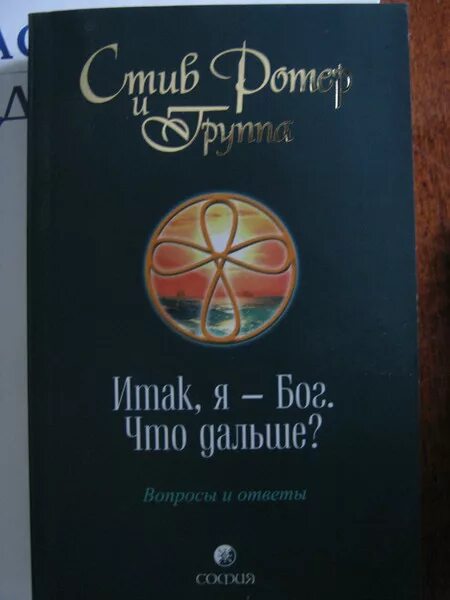 Стив Ротер
и Группа
Итак, я – Бог.
Что дальше?
Вопросы и ответы
СОФИЯ